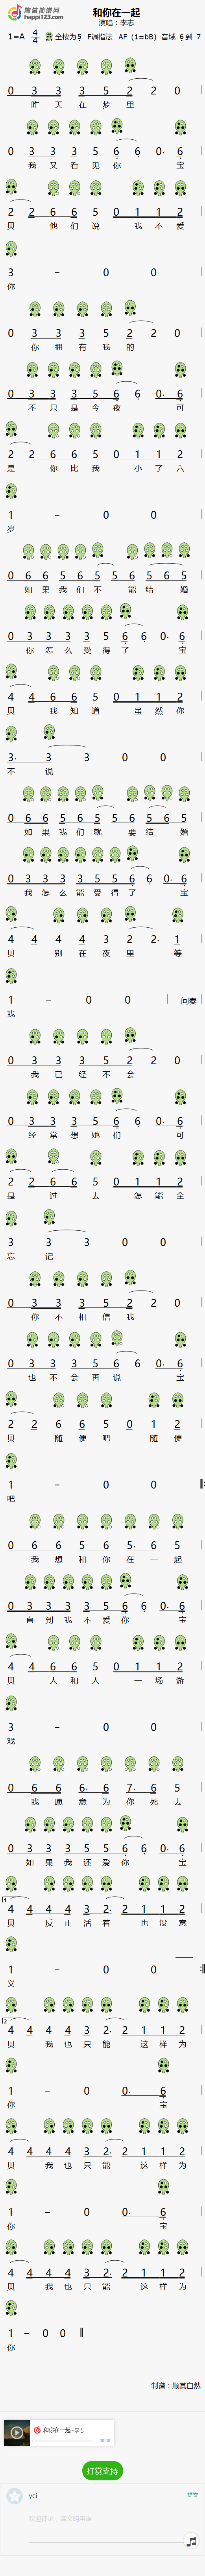 陶笛简谱网
happi123.com
和你在一起
演唱：李志
1=A 4/4 全按为5 F调指法 AF (1=bB) 音域 6 到 7
0 3 3 3 5 2 2 0
昨 天 在 梦 里
0 3 3 3 5 6 6 0. 6
我 又 看 见 你 宝
2 2 6 6 5 0 1 1 2
贝 他 们 说 我 不 爱
3 – 0 0
你
0 3 3 3 5 2 2 0
你 拥 有 我 的
0 3 3 3 5 6 6 0. 6
不 只 是 今 夜 可
2 2 6 6 5 0 1 1 2
是 你 比 我 小 了 六
1 – 0 0
岁
0 6 6 5 6 5 5 6 5 6 5
如 果 我 们 不 能 结 婚
0 3 3 3 3 5 6 6 0. 6
你 怎 么 受 得 了 宝
4 4 6 6 5 0 1 1 2
贝 我 知 道 虽 然 你
3. 3 3 0 0
不 说
0 6 6 5 6 5 5 6 5 6 5
如 果 我 们 就 要 结 婚
0 3 3 3 3 5 5 6 6 0. 6
我 怎 么 能 受 得 了 宝
4 4 4 4 3 2 2. 1
贝 别 在 夜 里 等
1 – 0 0 间奏
我
0 3 3 3 5 2 2 0
我 已 经 不 会
0 3 3 3 5 6 6 0. 6
经 常 想 她 们 可
2 2 6 6 5 0 1 1 2
是 过 去 怎 能 全
3 3 3 0 0
忘 记
0 3 3 3 5 2 2 0
你 不 相 信 我
0 3 3 3 5 6 6 0. 6
也 不 会 再 说 宝
2 2 6 6 5 0 1 2
贝 随 便 吧 随 便
1 – 0 0
吧
0 6 6 5 6 5. 6 5
我 想 和 你 在 一 起
0 3 3 3 3 5 6 6 0. 6
直 到 我 不 爱 你 宝
4 4 6 6 5 0 1 1 2
贝 人 和 人 一 场 游
3 – 0 0
戏
0 6 6 6. 6 7. 6 5
我 愿 意 为 你 死 去
0 3 3 3 5 5 6 6 0. 6
如 果 我 还 爱 你 宝
1
4 4 4 4 3 2. 2 1 1 2
贝 反 正 活 着 也 没 意
1 – 0 0
义
2
4 4 4 4 3 2. 2 1 1 2
贝 我 也 只 能 这 样 为
1 – 0 0. 6
你 宝
4 4 4 4 3 2. 2 1 1 2
贝 我 也 只 能 这 样 为
1 – 0 0. 6
你 宝
4 4 4 4 3 2. 2 1 1 2
贝 我 也 只 能 这 样 为
1 – 0 0
你
制谱：顺其自然
和你在一起 - 李志
打赏支持
ycl
提交